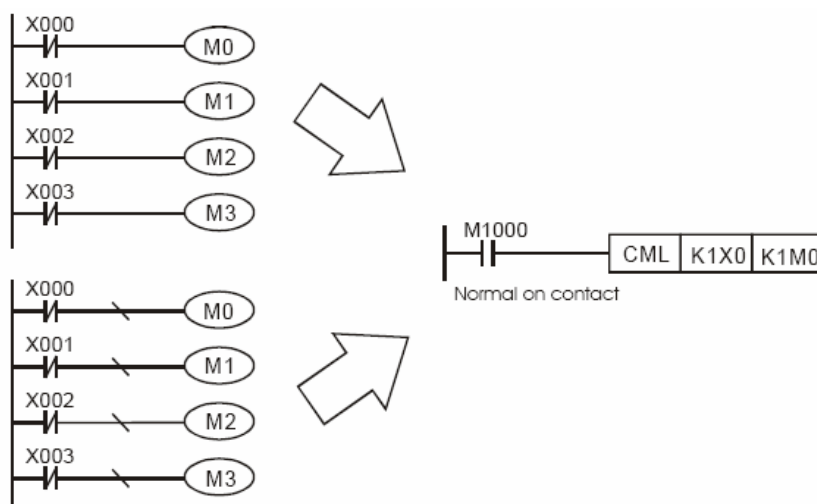 X000
M0
X001
M1
X002
M2
X003
M3
M1000
CML K1X0 K1M0
Normal on contact
X000
M0
X001
M1
X002
M2
X003
M3